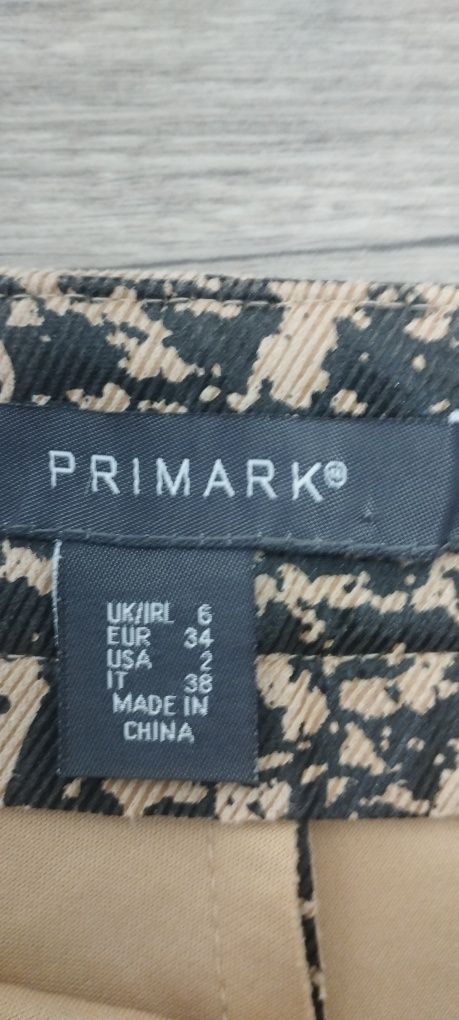 PRIMARK®
UK/IRL 6
EUR 34
USA 2
IT 38
MADE IN
CHINA